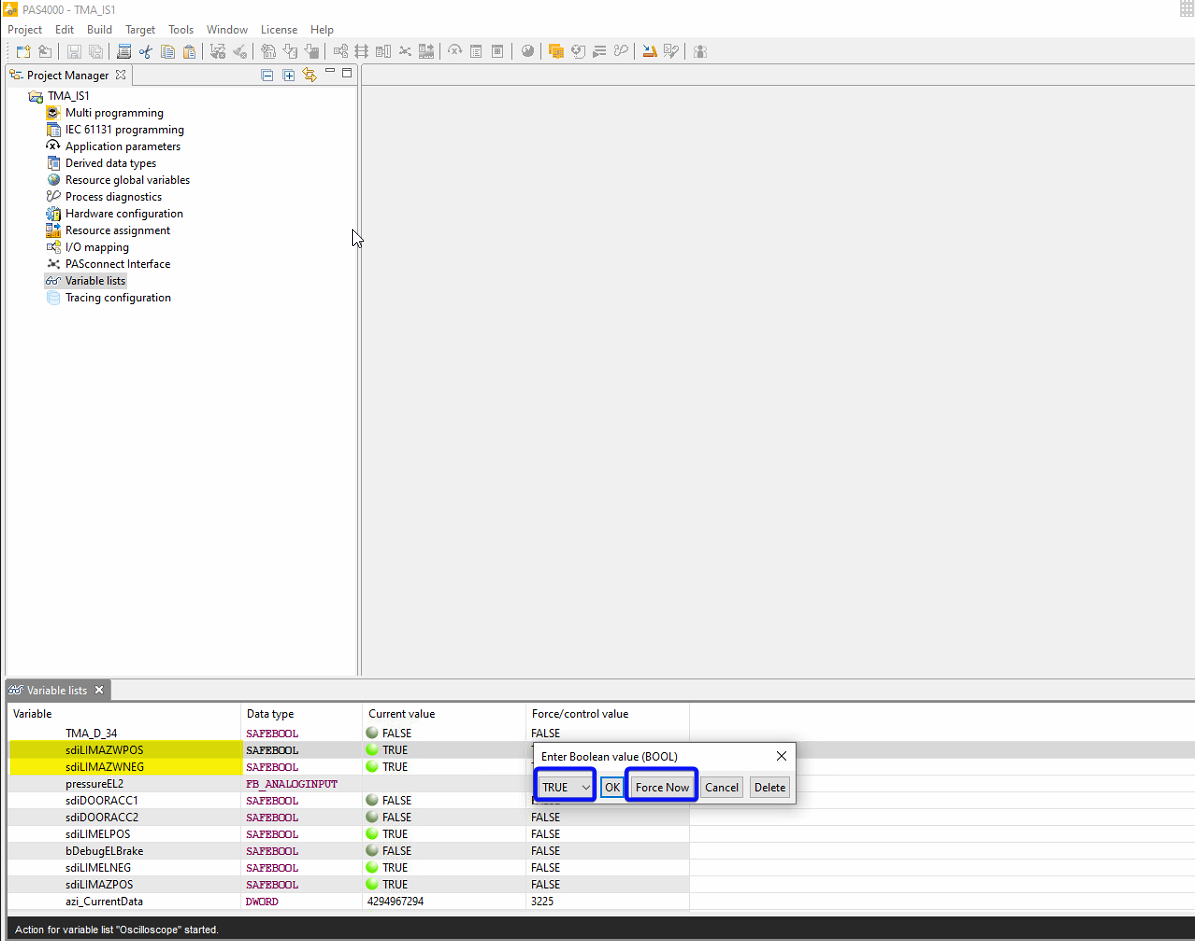 PAS4000 - TMA_IS1
Project Edit Build Target Tools Window License Help
Project Manager
TMA_IS1
Multi programming
IEC 61131 programming
Application parameters
Derived data types
Resource global variables
Process diagnostics
Hardware configuration
Resource assignment
I/O mapping
PASconnect Interface
Variable lists
Tracing configuration
Variable lists
Variable Data type Current value Force/control value
TMA_D_34 SAFEBOOL FALSE FALSE
sdiLIMAZWPOS SAFEBOOL TRUE
sdiLIMAZWNEG SAFEBOOL TRUE
Enter Boolean value (BOOL)
TRUE OK Force Now Cancel Delete
pressureEL2 FB_ANALOGINPUT
sdiDOORACC1 SAFEBOOL FALSE
sdiDOORACC2 SAFEBOOL FALSE FALSE
sdiLIMELPOS SAFEBOOL TRUE FALSE
bDebugELBrake SAFEBOOL FALSE FALSE
sdiLIMELNEG SAFEBOOL TRUE FALSE
sdiLIMAZPOS SAFEBOOL TRUE FALSE
azi_CurrentData DWORD 4294967294 3225
Action for variable list "Oscilloscope" started.